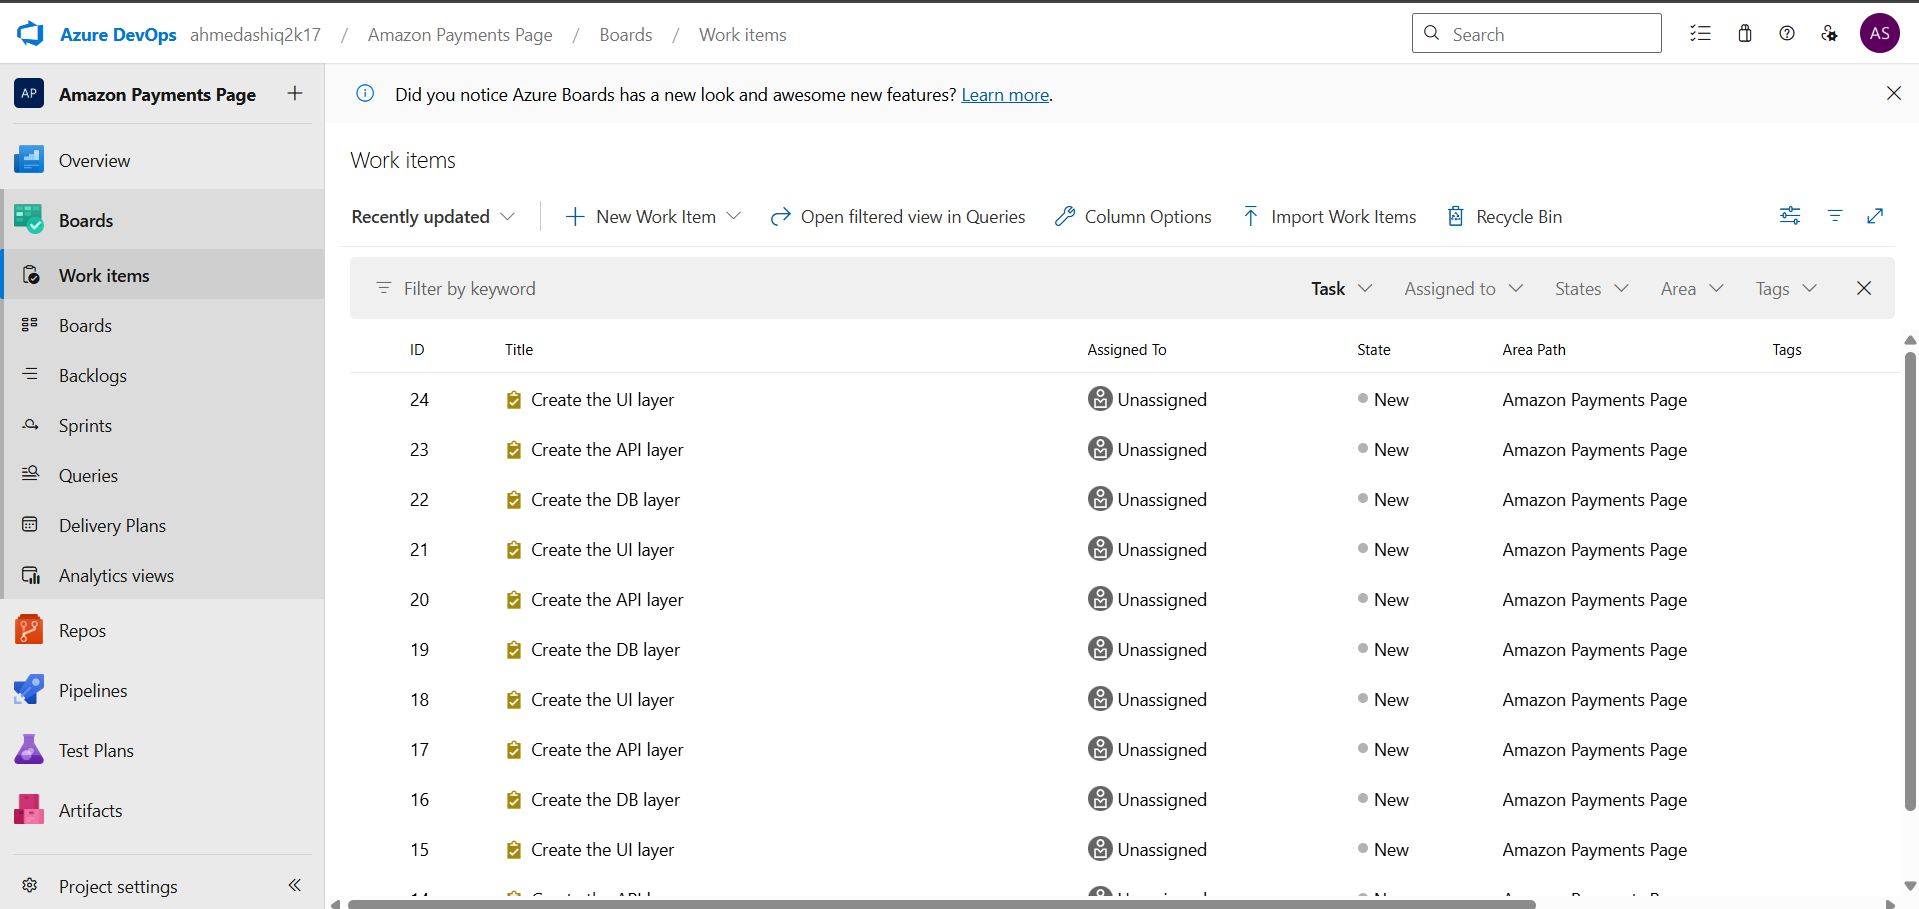 Azure DevOps ahmedashiq2k17 / Amazon Payments Page / Boards / Work items Search AS
AP Amazon Payments Page
Did you notice Azure Boards has a new look and awesome new features? Learn more.
Overview
Boards
Work items
Boards
Backlogs
Sprints
Queries
Delivery Plans
Analytics views
Repos
Pipelines
Test Plans
Artifacts
Project settings
Work items
Recently updated New Work Item Open filtered view in Queries Column Options Import Work Items Recycle Bin
Filter by keyword Task Assigned to States Area Tags
ID Title Assigned To State Area Path Tags
24 Create the UI layer Unassigned New Amazon Payments Page
23 Create the API layer Unassigned New Amazon Payments Page
22 Create the DB layer Unassigned New Amazon Payments Page
21 Create the UI layer Unassigned New Amazon Payments Page
20 Create the API layer Unassigned New Amazon Payments Page
19 Create the DB layer Unassigned New Amazon Payments Page
18 Create the UI layer Unassigned New Amazon Payments Page
17 Create the API layer Unassigned New Amazon Payments Page
16 Create the DB layer Unassigned New Amazon Payments Page
15 Create the UI layer Unassigned New Amazon Payments Page